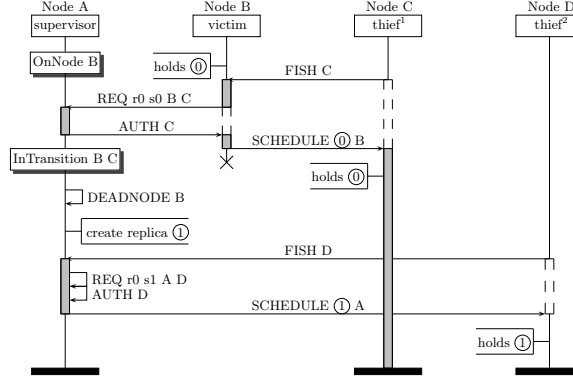 Node A Node B Node C Node D
supervisor victim thief¹ thief²
OnNode B
holds ⓪
FISH C
REQ r0 s0 B C
AUTH C
SCHEDULE ⓪ B
InTransition B C
holds ⓪
DEADNODE B
create replica ①
FISH D
REQ r0 s1 A D
AUTH D
SCHEDULE ① A
holds ①